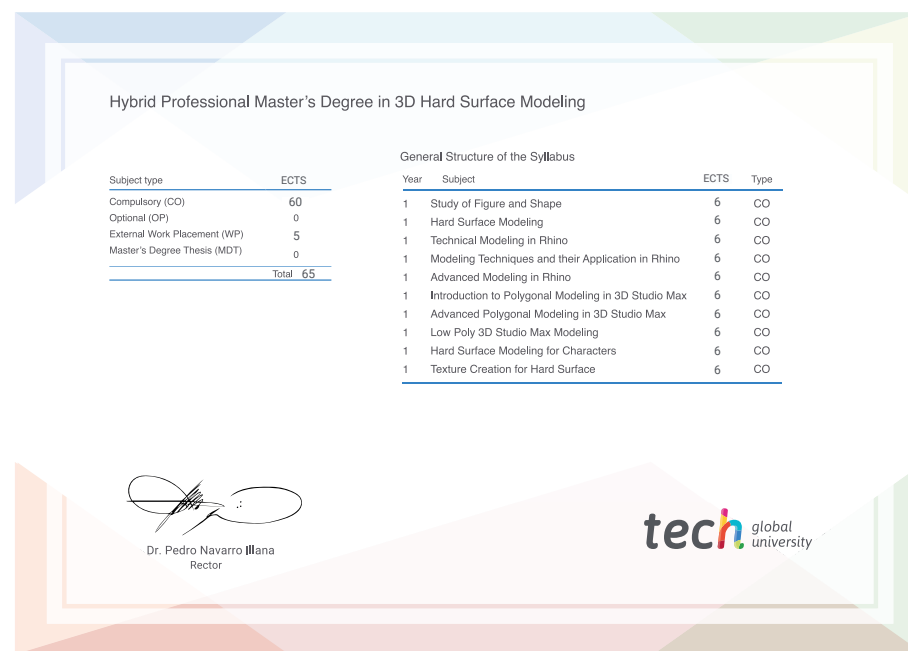 Hybrid Professional Master's Degree in 3D Hard Surface Modeling
Subject type ECTS
Compulsory (CO) 60
Optional (OP) 0
External Work Placement (WP) 5
Master's Degree Thesis (MDT) 0
Total 65
General Structure of the Syllabus
Year Subject ECTS Type
1 Study of Figure and Shape 6 CO
1 Hard Surface Modeling 6 CO
1 Technical Modeling in Rhino 6 CO
1 Modeling Techniques and their Application in Rhino 6 CO
1 Advanced Modeling in Rhino 6 CO
1 Introduction to Polygonal Modeling in 3D Studio Max 6 CO
1 Advanced Polygonal Modeling in 3D Studio Max 6 CO
1 Low Poly 3D Studio Max Modeling 6 CO
1 Hard Surface Modeling for Characters 6 CO
1 Texture Creation for Hard Surface 6 CO
Dr. Pedro Navarro Illana
Rector
tech global
university